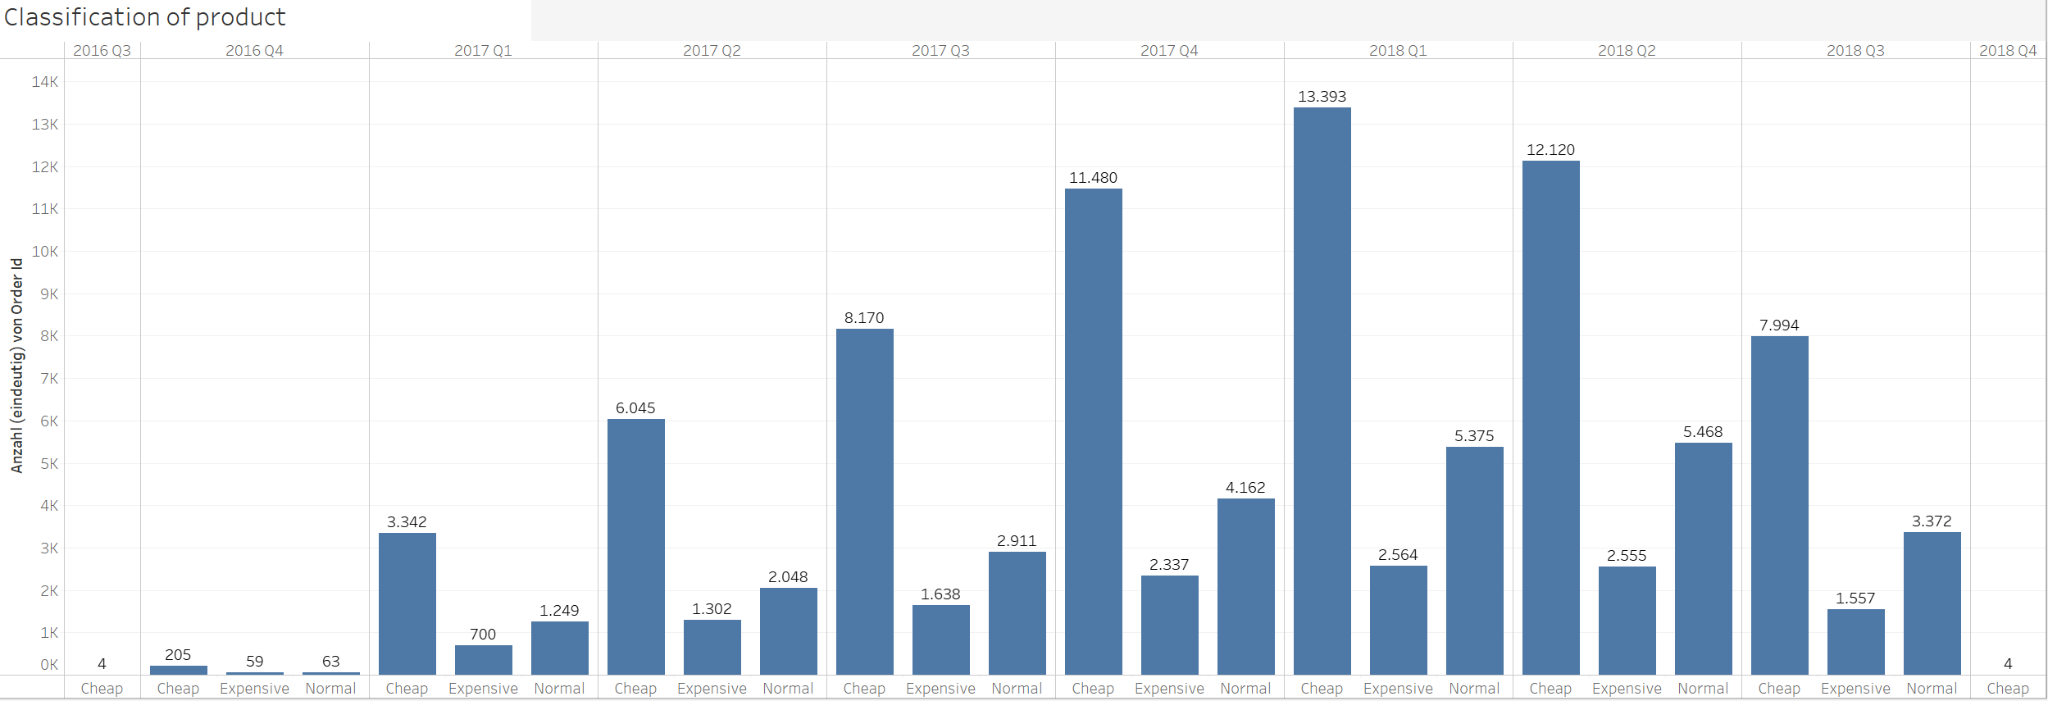 Classification of product
2016 Q3 2016 Q4 2017 Q1 2017 Q2 2017 Q3 2017 Q4 2018 Q1 2018 Q2 2018 Q3 2018 Q4
Anzahl (eindeutig) von Order Id
14K
13K
12K
11K
10K
9K
8K
7K
6K
5K
4K
3K
2K
1K
0K
4 205 59 63 3.342 700 1.249 6.045 1.302 2.048 8.170 1.638 2.911 11.480 2.337 4.162 13.393 2.564 5.375 12.120 2.555 5.468 7.994 1.557 3.372 4
Cheap Cheap Expensive Normal Cheap Expensive Normal Cheap Expensive Normal Cheap Expensive Normal Cheap Expensive Normal Cheap Expensive Normal Cheap Expensive Normal Cheap Expensive Normal Cheap